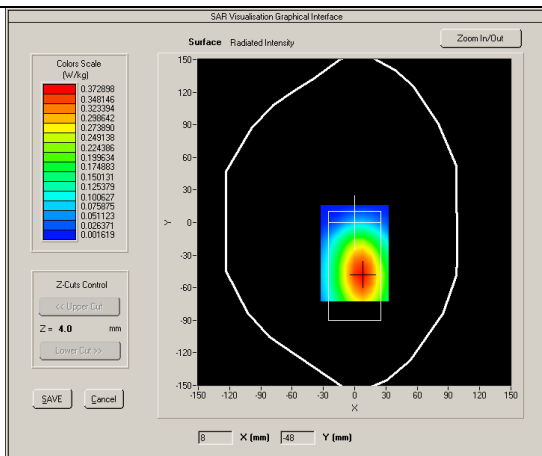 SAR Visualisation Graphical Interface
Surface Radiated Intensity
Zoom In/Out
Colors Scale
(W/kg)
0.372898
0.348146
0.323394
0.298642
0.273890
0.249138
0.224386
0.199634
0.174883
0.150131
0.125379
0.100627
0.075875
0.051123
0.026371
0.001619
Z-Cuts Control
<< Upper Cut
Z = 4.0 mm
Lower Cut >>
SAVE
Cancel
150
120
90
60
30
0
-30
-60
-90
-120
-150
Y
-150 -120 -90 -60 -30 0 30 60 90 120 150
X
8 X (mm) -48 Y (mm)